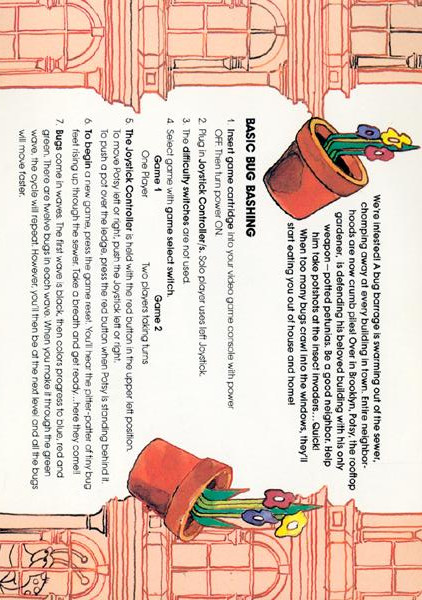 We're infested! A bug barrage is swarming out of the sewer,
chomping away at every building in town. Entire neighbor-
hoods are now crumb piles! Over in Brooklyn, Potsy, the rooftop
gardener, is defending his beloved building with his only
weapon—potted petunias. Be a good neighbor. Help
him take potshots at the insect invaders... Quick!
When too many bugs crawl into the windows, they'll
start eating you out of house and home!
BASIC BUG BASHING
1. Insert game cartridge into your video game console with power
OFF. Then turn power ON.
2. Plug in Joystick Controller/s. Solo player uses left Joystick.
3. The difficulty switches are not used.
4. Select game with game select switch.
Game 1 Game 2
One Player Two players taking turns
5. The Joystick Controller is held with the red button in the upper left position.
To move Potsy left or right, push the Joystick left or right.
To push a pot over the ledge, press the red button when Potsy is standing behind it.
6. To begin a new game, press the game reset. You'll hear the pitter-patter of tiny bug
feet rising up through the sewer. Take a breath and get ready...here they come!!
7. Bugs come in waves. The first wave is black, then colors progress to blue, red and
green. There are twelve bugs in each wave. When you make it through the green
wave, the cycle will repeat. However, you'll then be at the next level and all the bugs
will move faster.